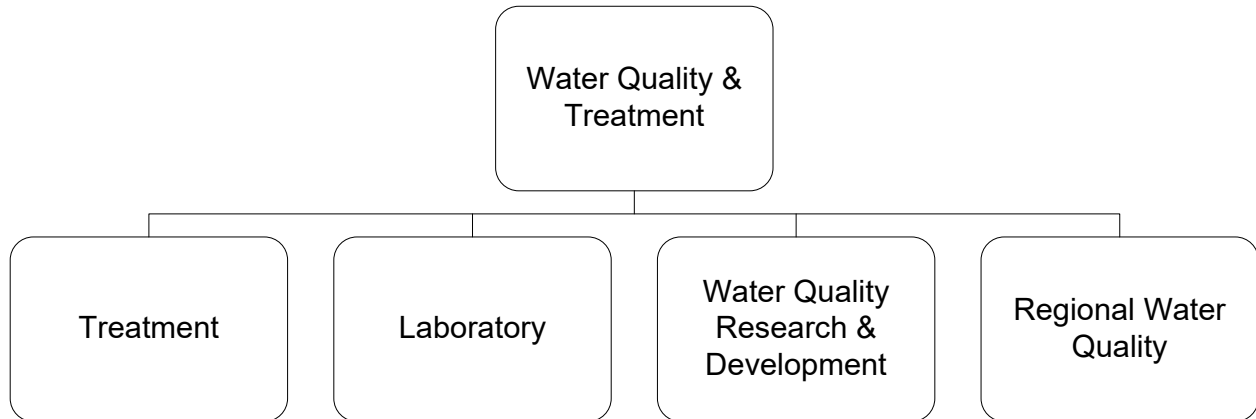 Water Quality &
Treatment
Treatment
Laboratory
Water Quality
Research &
Development
Regional Water
Quality